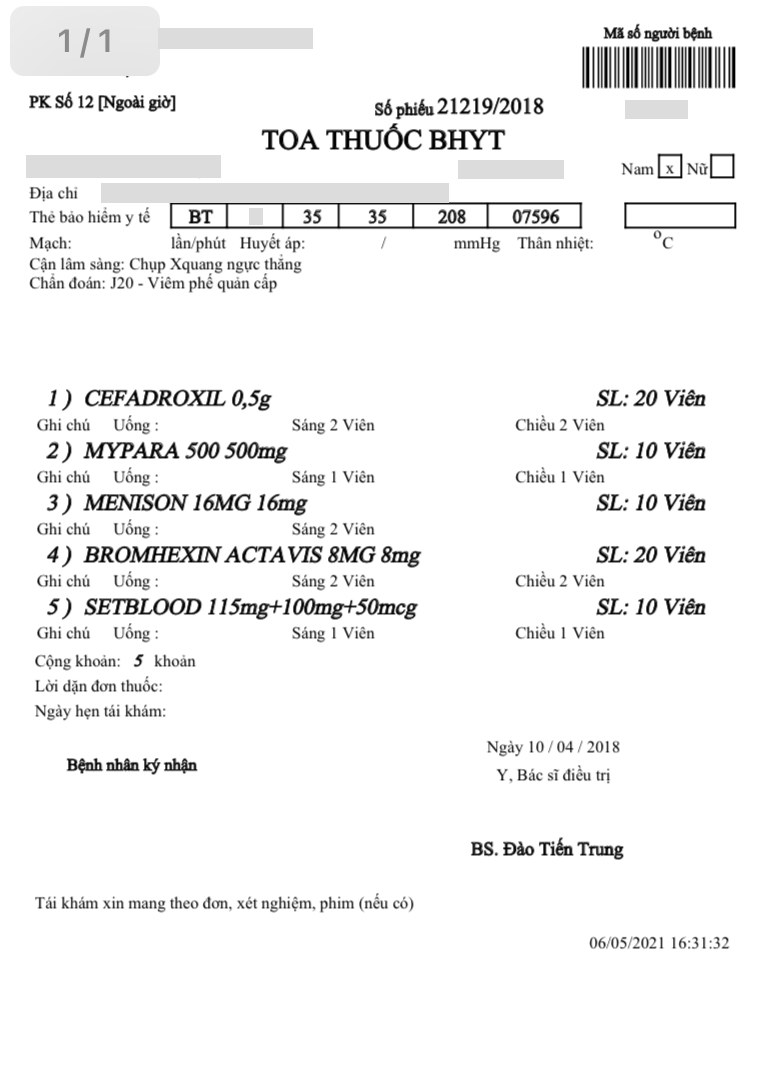 1/1
Mã số người bệnh
PK Số 12 [Ngoài giờ]
Số phiếu 21219/2018
TOA THUỐC BHYT
Nam x Nữ
Địa chỉ
Thẻ bảo hiểm y tế BT 35 35 208 07596
Mạch: lần/phút Huyết áp: / mmHg Thân nhiệt: °C
Cận lâm sàng: Chụp Xquang ngực thẳng
Chẩn đoán: J20 - Viêm phế quản cấp
1 ) CEFADROXIL 0,5g SL: 20 Viên
Ghi chú Uống : Sáng 2 Viên Chiều 2 Viên
2 ) MYPARA 500 500mg SL: 10 Viên
Ghi chú Uống : Sáng 1 Viên Chiều 1 Viên
3 ) MENISON 16MG 16mg SL: 10 Viên
Ghi chú Uống : Sáng 2 Viên
4 ) BROMHEXIN ACTAVIS 8MG 8mg SL: 20 Viên
Ghi chú Uống : Sáng 2 Viên Chiều 2 Viên
5 ) SETBLOOD 115mg+100mg+50mcg SL: 10 Viên
Ghi chú Uống : Sáng 1 Viên Chiều 1 Viên
Cộng khoản: 5 khoản
Lời dặn đơn thuốc:
Ngày hẹn tái khám:
Ngày 10 / 04 / 2018
Bệnh nhân ký nhận
Y, Bác sĩ điều trị
BS. Đào Tiến Trung
Tái khám xin mang theo đơn, xét nghiệm, phim (nếu có)
06/05/2021 16:31:32